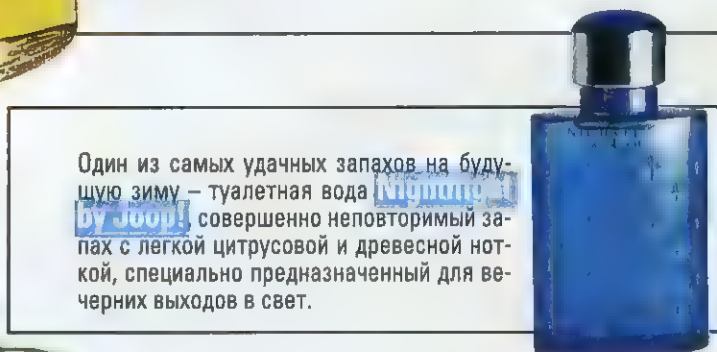 Один из самых удачных запахов на буду-
щую зиму – туалетная вода Nightflight
by Joop!, совершенно неповторимый за-
пах с легкой цитрусовой и древесной нот-
кой, специально предназначенный для ве-
черних выходов в свет.